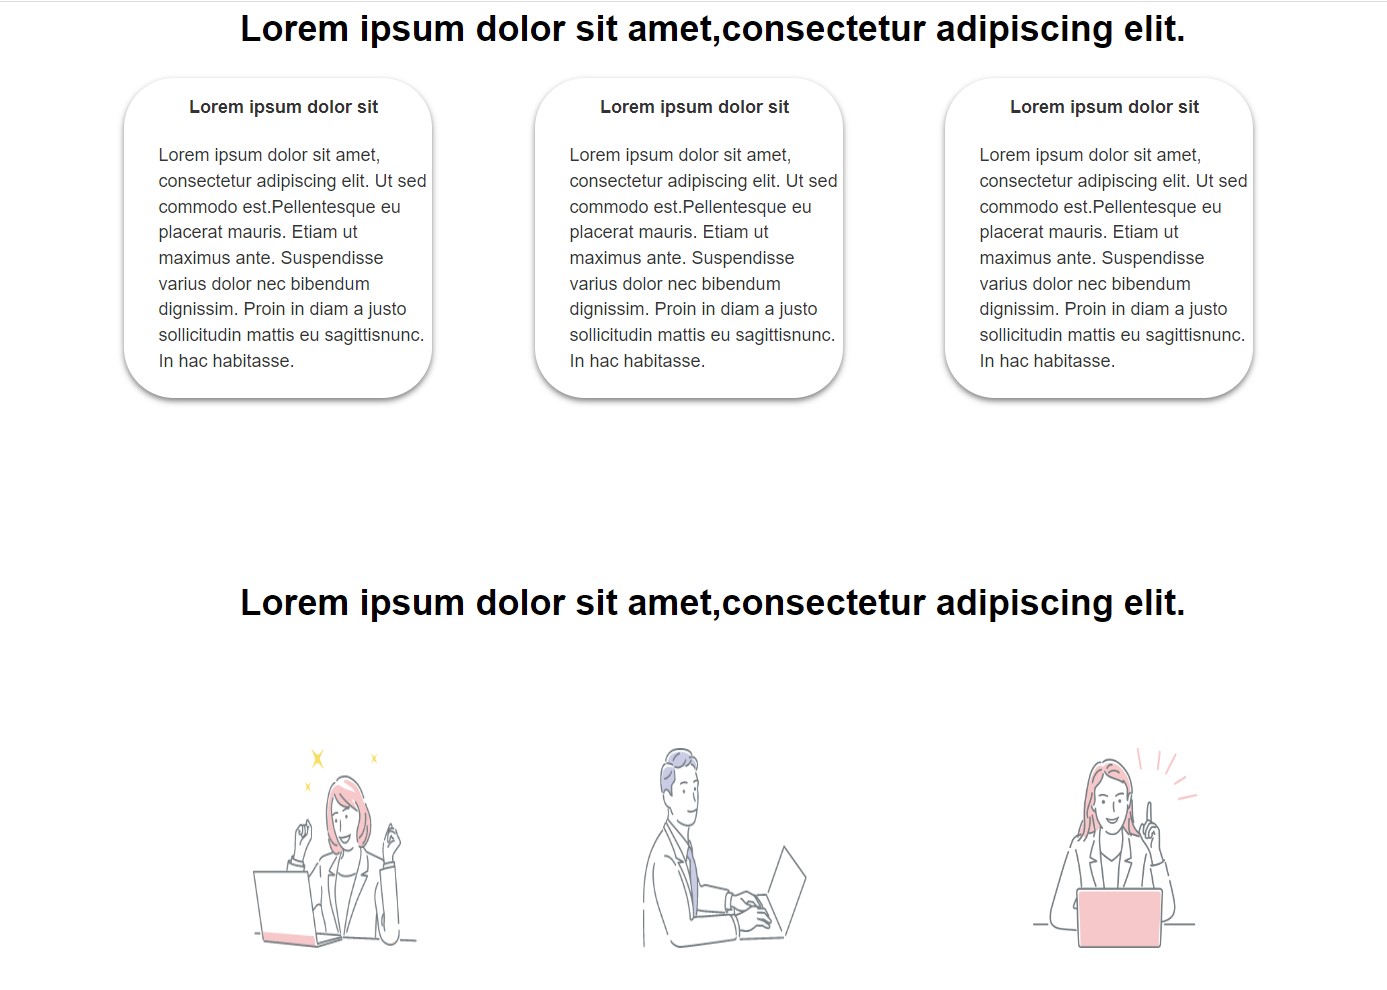 Lorem ipsum dolor sit amet,consectetur adipiscing elit.
Lorem ipsum dolor sit
Lorem ipsum dolor sit amet,
consectetur adipiscing elit. Ut sed
commodo est.Pellentesque eu
placerat mauris. Etiam ut
maximus ante. Suspendisse
varius dolor nec bibendum
dignissim. Proin in diam a justo
sollicitudin mattis eu sagittisnunc.
In hac habitasse.
Lorem ipsum dolor sit
Lorem ipsum dolor sit amet,
consectetur adipiscing elit. Ut sed
commodo est.Pellentesque eu
placerat mauris. Etiam ut
maximus ante. Suspendisse
varius dolor nec bibendum
dignissim. Proin in diam a justo
sollicitudin mattis eu sagittisnunc.
In hac habitasse.
Lorem ipsum dolor sit
Lorem ipsum dolor sit amet,
consectetur adipiscing elit. Ut sed
commodo est.Pellentesque eu
placerat mauris. Etiam ut
maximus ante. Suspendisse
varius dolor nec bibendum
dignissim. Proin in diam a justo
sollicitudin mattis eu sagittisnunc.
In hac habitasse.
Lorem ipsum dolor sit amet,consectetur adipiscing elit.